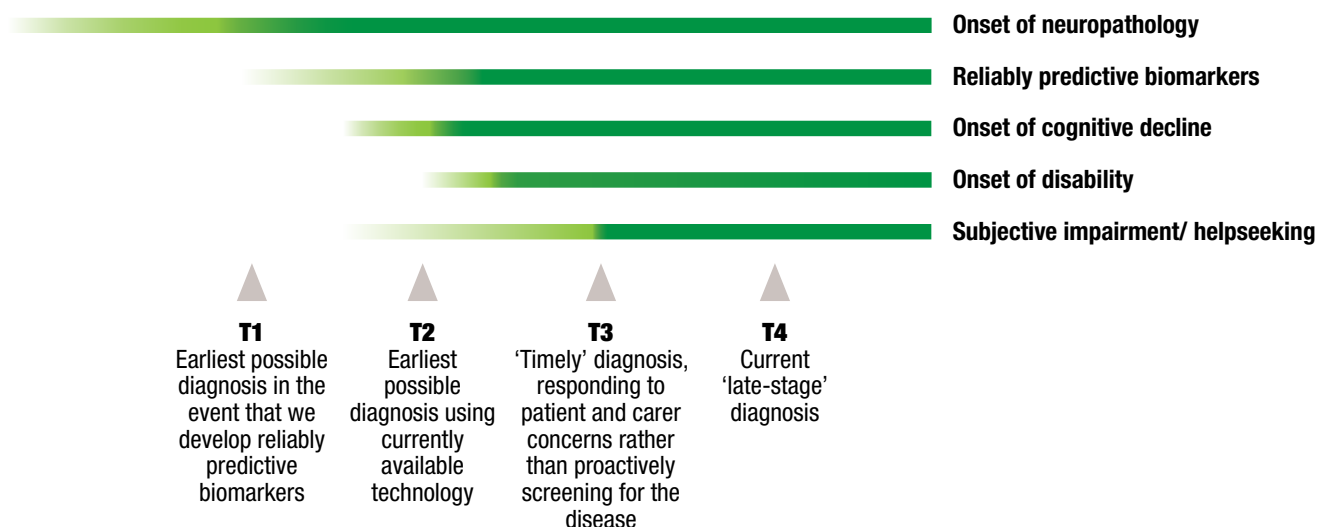 Onset of neuropathology
Reliably predictive biomarkers
Onset of cognitive decline
Onset of disability
Subjective impairment/ helpseeking
T1
Earliest possible
diagnosis in the
event that we
develop reliably
predictive
biomarkers
T2
Earliest
possible
diagnosis using
currently
available
technology
T3
‘Timely’ diagnosis,
responding to
patient and carer
concerns rather
than proactively
screening for the
disease
T4
Current
‘late-stage’
diagnosis